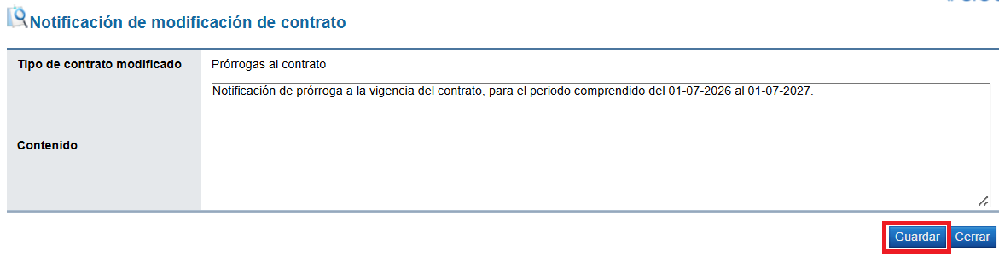 Notificación de modificación de contrato
Tipo de contrato modificado Prórrogas al contrato
Contenido Notificación de prórroga a la vigencia del contrato, para el periodo comprendido del 01-07-2026 al 01-07-2027.
Guardar Cerrar